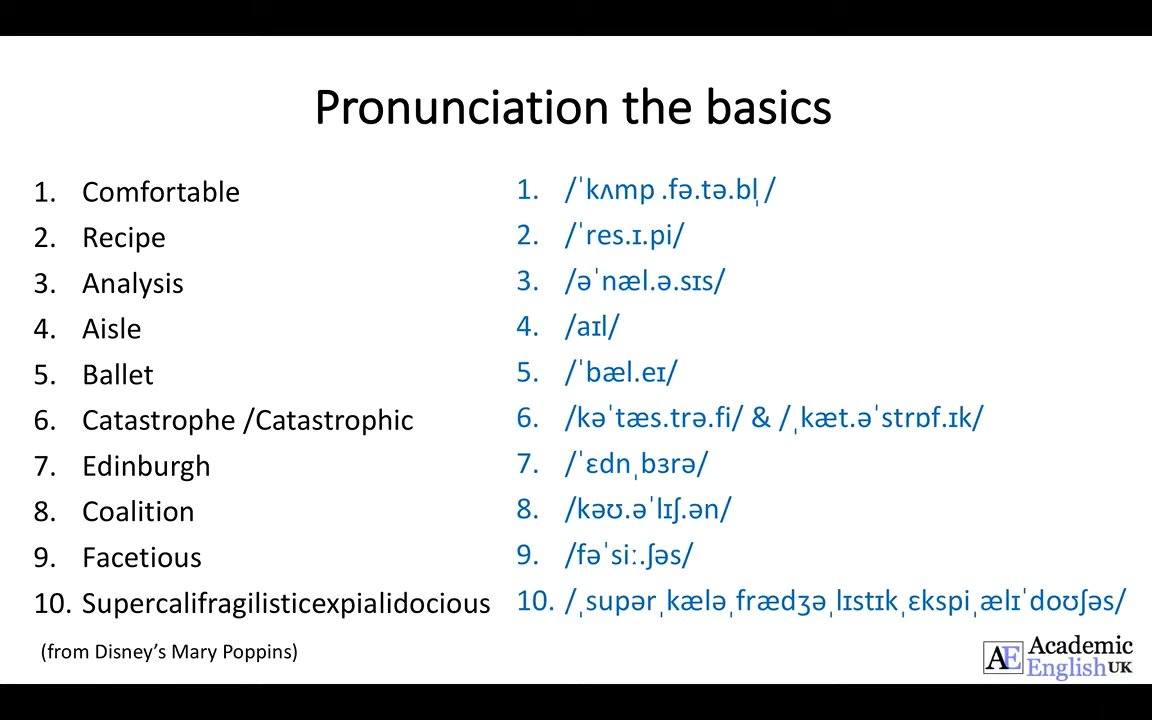 Pronunciation the basics
1. Comfortable
2. Recipe
3. Analysis
4. Aisle
5. Ballet
6. Catastrophe /Catastrophic
7. Edinburgh
8. Coalition
9. Facetious
10. Supercalifragilisticexpialidocious
(from Disney’s Mary Poppins)
1. /ˈkʌmp .fə.tə.bl̩ /
2. /ˈres.ɪ.pi/
3. /əˈnæl.ə.sɪs/
4. /aɪl/
5. /ˈbæl.eɪ/
6. /kəˈtæs.trə.fi/ & /ˌkæt.əˈstrɒf.ɪk/
7. /ˈɛdnˌbɜrə/
8. /kəʊ.əˈlɪʃ.ən/
9. /fəˈsiː.ʃəs/
10. /ˌsupərˌkæləˌfrædʒəˌlɪstɪkˌɛkspiˌælɪˈdoʊʃəs/
AE Academic
English UK